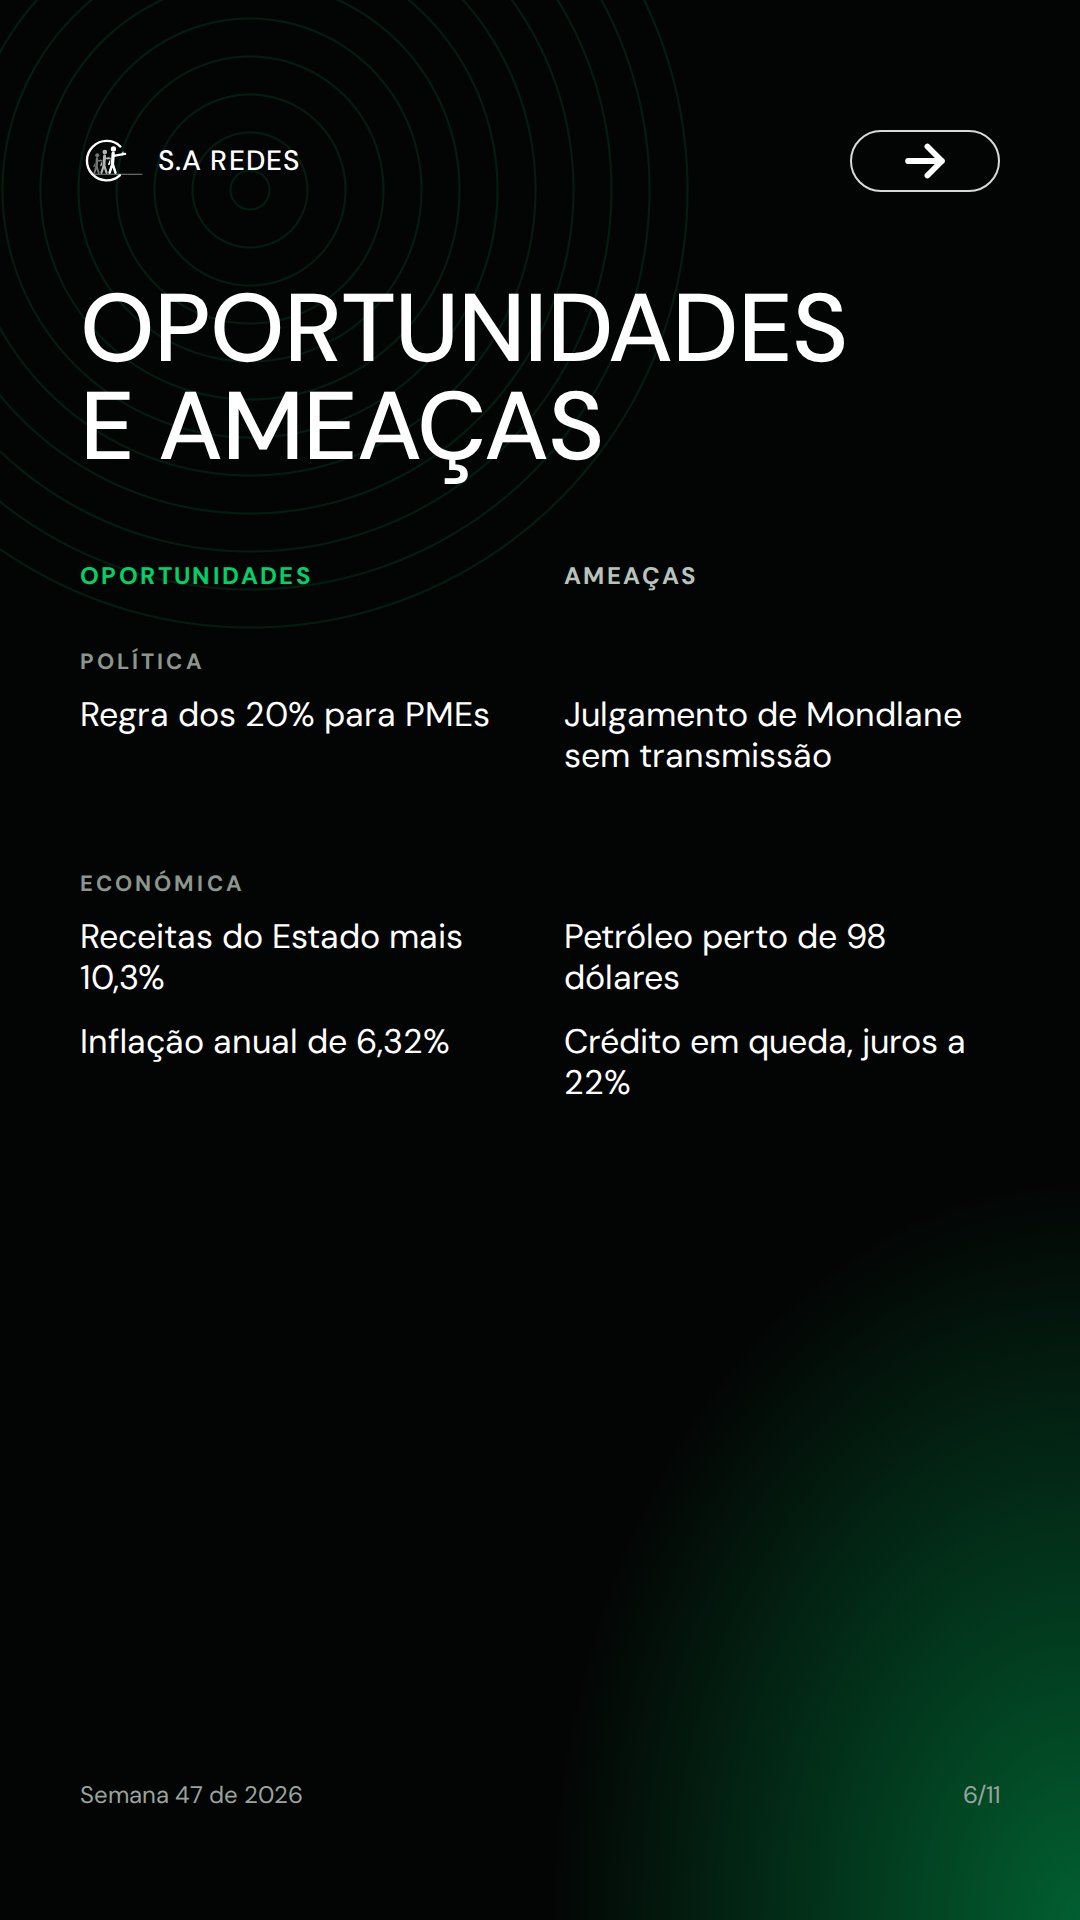 S.A REDES
OPORTUNIDADES
E AMEAÇAS
OPORTUNIDADES
AMEAÇAS
POLÍTICA
Regra dos 20% para PMEs
Julgamento de Mondlane
sem transmissão
ECONÓMICA
Receitas do Estado mais
10,3%
Petróleo perto de 98
dólares
Inflação anual de 6,32%
Crédito em queda, juros a
22%
Semana 47 de 2026
6/11